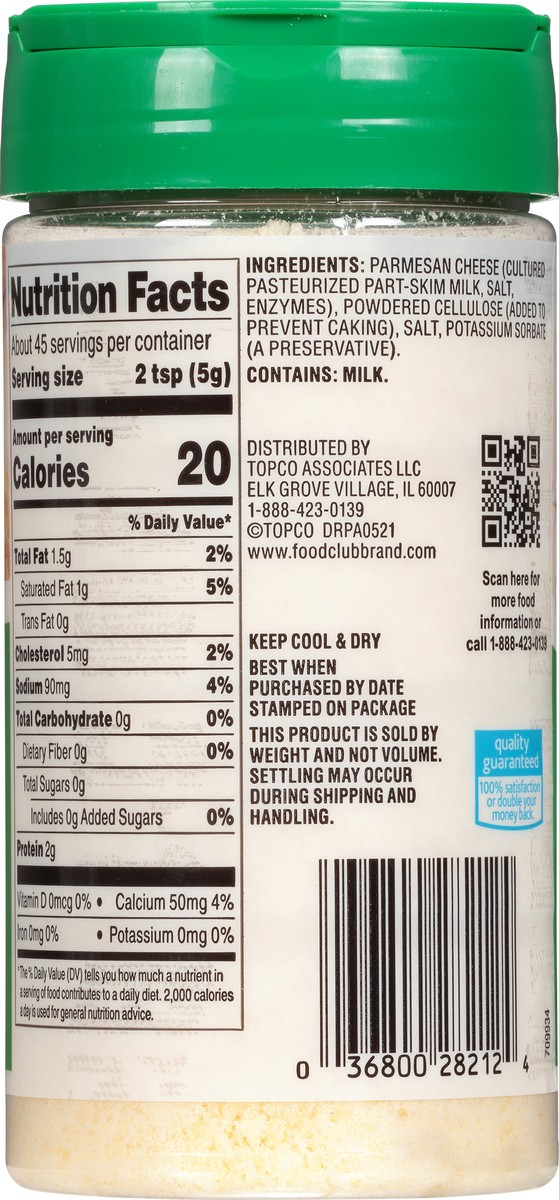 Nutrition Facts
About 45 servings per container
Serving size 2 tsp (5g)
Amount per serving
Calories 20
% Daily Value*
Total Fat 1.5g 2%
Saturated Fat 1g 5%
Trans Fat 0g
Cholesterol 5mg 2%
Sodium 90mg 4%
Total Carbohydrate 0g 0%
Dietary Fiber 0g 0%
Total Sugars 0g
Includes 0g Added Sugars 0%
Protein 2g
Vitamin D 0mcg 0% • Calcium 50mg 4%
Iron 0mg 0% • Potassium 0mg 0%
*The % Daily Value (DV) tells you how much a nutrient in
a serving of food contributes to a daily diet. 2,000 calories
a day is used for general nutrition advice.
INGREDIENTS: PARMESAN CHEESE (CULTURED
PASTEURIZED PART-SKIM MILK, SALT,
ENZYMES), POWDERED CELLULOSE (ADDED TO
PREVENT CAKING), SALT, POTASSIUM SORBATE
(A PRESERVATIVE).
CONTAINS: MILK.
DISTRIBUTED BY
TOPCO ASSOCIATES LLC
ELK GROVE VILLAGE, IL 60007
1-888-423-0139
©TOPCO DRPA0521
www.foodclubbrand.com
Scan here for
more food
information or
call 1-888-423-0139
KEEP COOL & DRY
BEST WHEN
PURCHASED BY DATE
STAMPED ON PACKAGE
THIS PRODUCT IS SOLD BY
WEIGHT AND NOT VOLUME.
SETTLING MAY OCCUR
DURING SHIPPING AND
HANDLING.
quality
guaranteed
100% satisfaction
or double your
money back.
0 36800 28212 4
709934